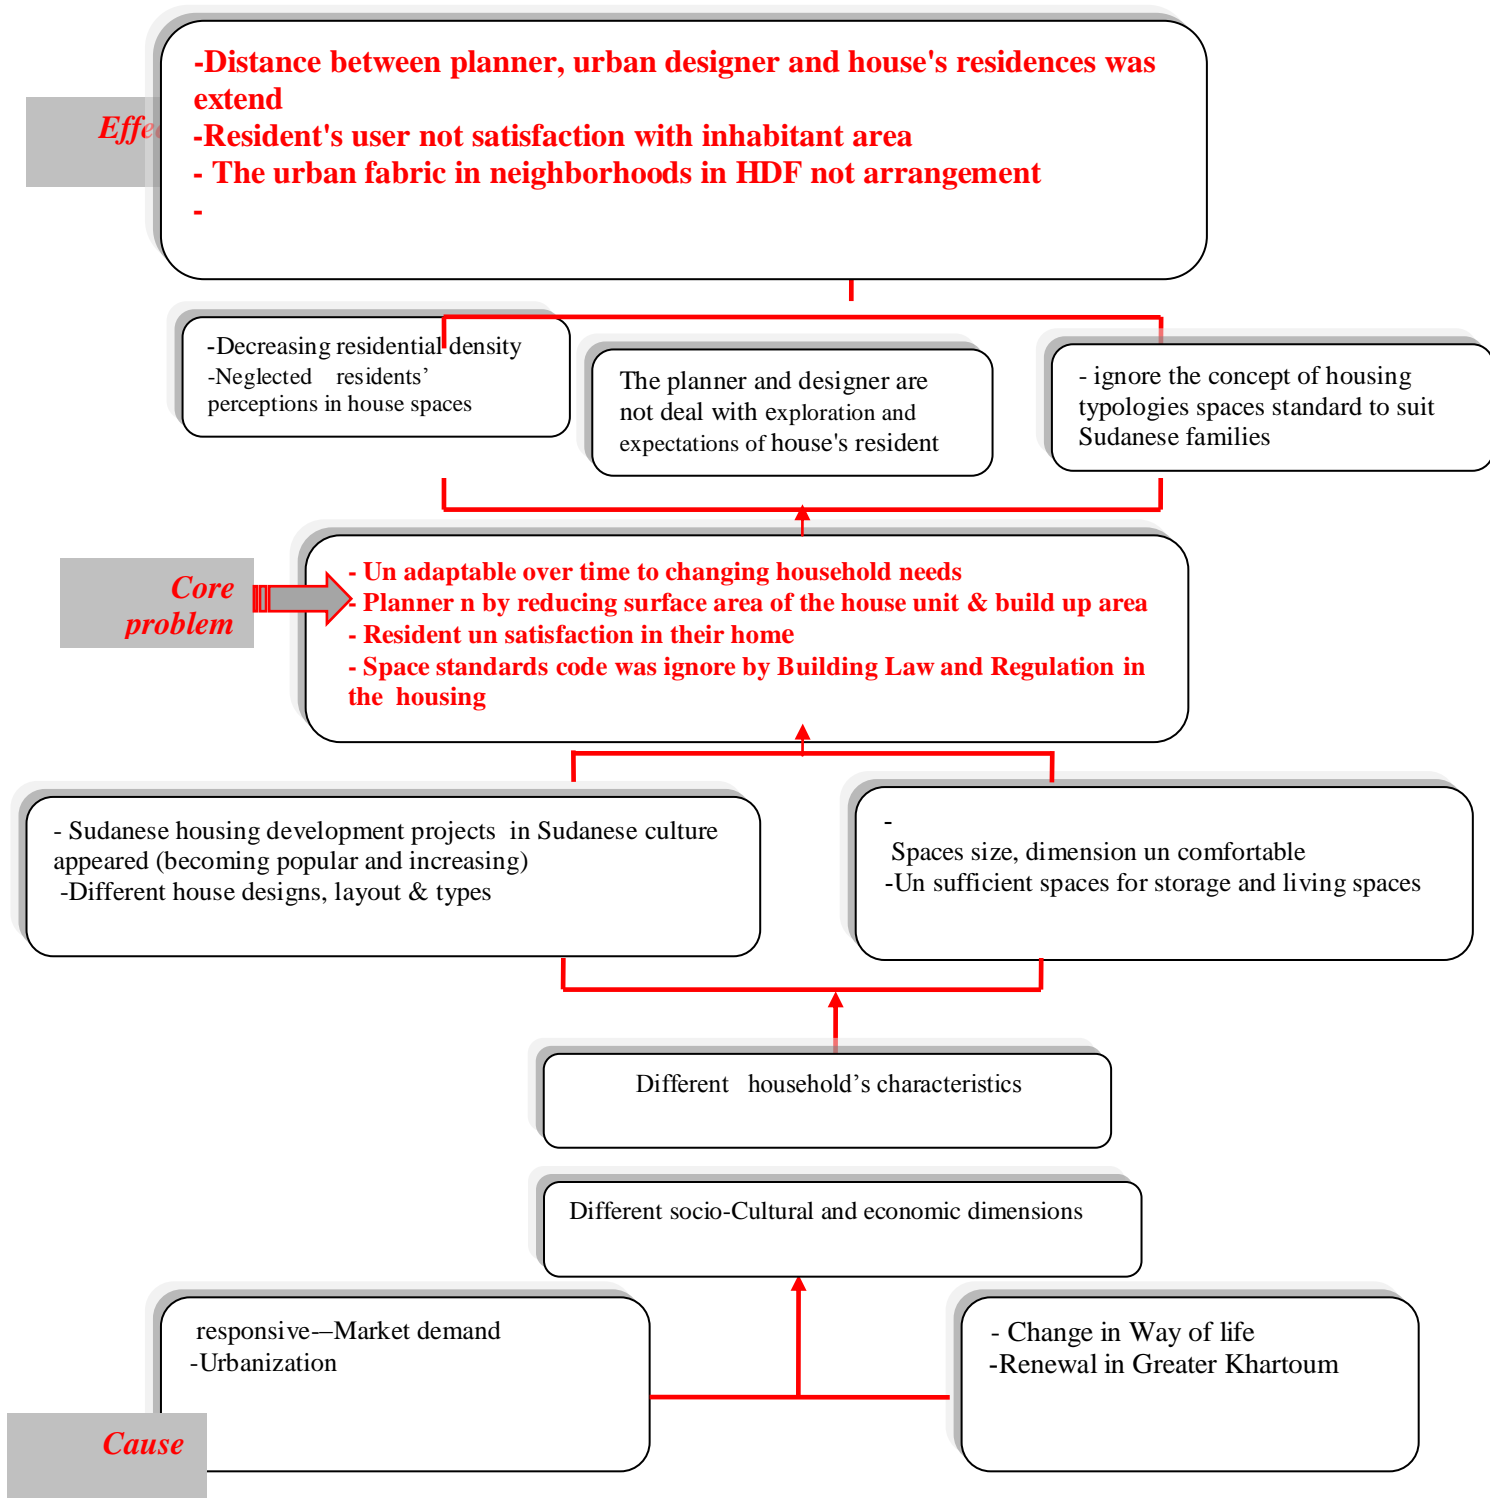 -Distance between planner, urban designer and house's residences was
extend
-Resident's user not satisfaction with inhabitant area
- The urban fabric in neighborhoods in HDF not arrangement
-
-Decreasing residential density
-Neglected residents’
perceptions in house spaces
The planner and designer are
not deal with exploration and
expectations of house's resident
- ignore the concept of housing
typologies spaces standard to suit
Sudanese families
Core
problem
- Un adaptable over time to changing household needs
- Planner n by reducing surface area of the house unit & build up area
- Resident un satisfaction in their home
- Space standards code was ignore by Building Law and Regulation in
the housing
- Sudanese housing development projects in Sudanese culture
appeared (becoming popular and increasing)
-Different house designs, layout & types
-
Spaces size, dimension un comfortable
-Un sufficient spaces for storage and living spaces
Different household’s characteristics
Different socio-Cultural and economic dimensions
responsive-–Market demand
-Urbanization
- Change in Way of life
-Renewal in Greater Khartoum
Cause